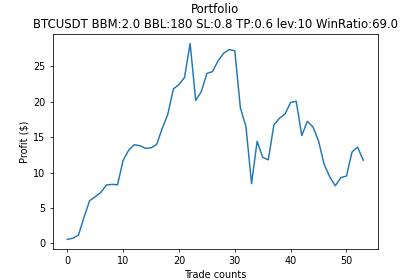 Portfolio
BTCUSDT BBM:2.0 BBL:180 SL:0.8 TP:0.6 lev:10 WinRatio:69.0
25
20
15
10
5
0
Profit ($)
0 10 20 30 40 50
Trade counts